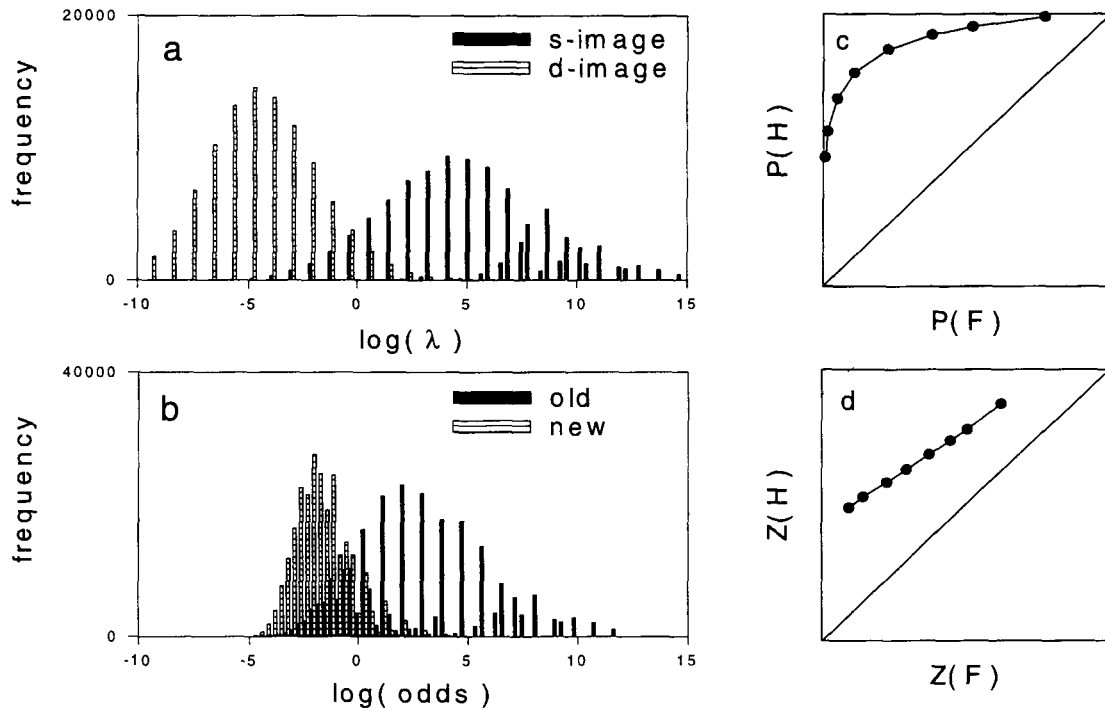 20000
a
s-image
d-image
frequency
0
-10
-5
0
5
10
15
log( λ )
c
P( H )
P( F )
40000
b
old
new
frequency
0
-10
-5
0
5
10
15
log( odds )
d
Z( H )
Z( F )